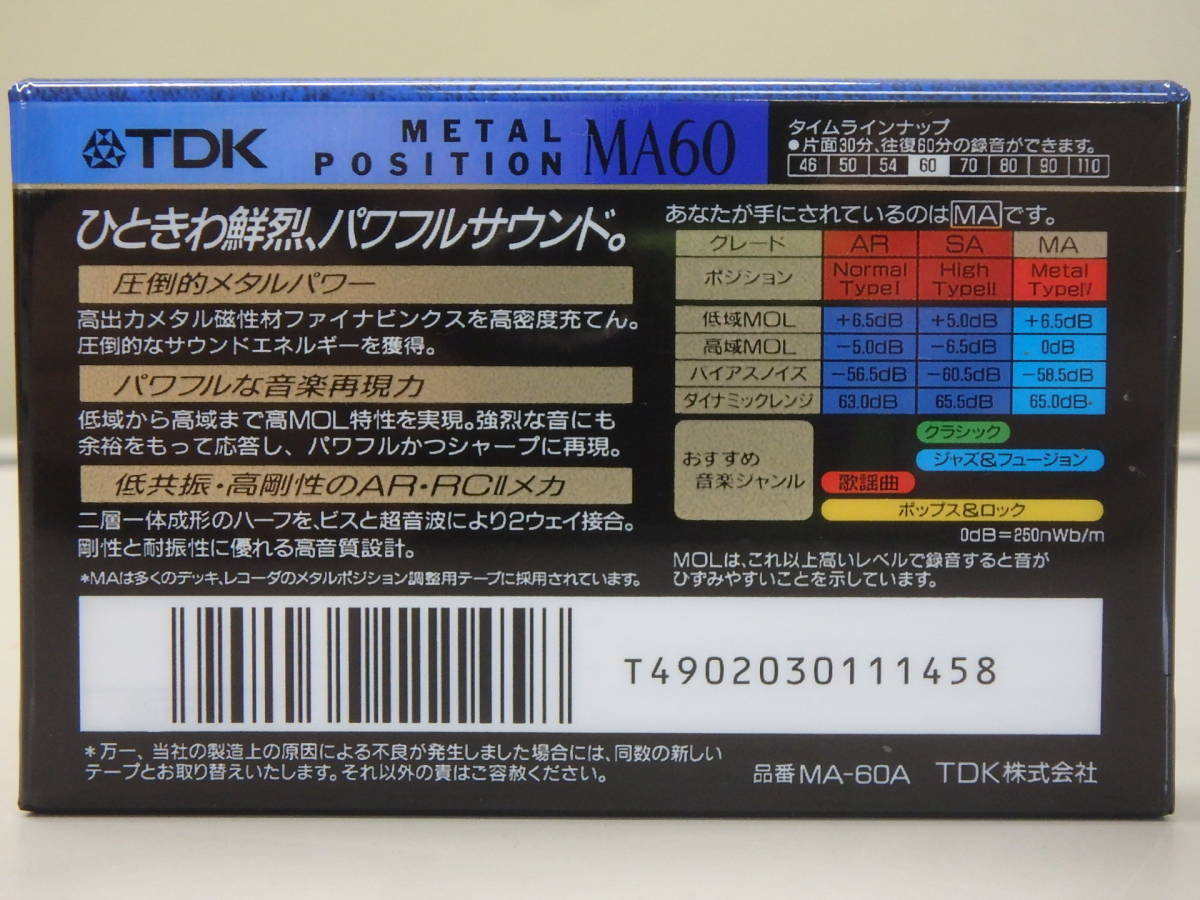 TDK
METAL
POSITION MA60
タイムラインナップ
●片面30分、往復60分の録音ができます。
46 50 54 60 70 80 90 110
ひときわ鮮烈、パワフルサウンド。
圧倒的メタルパワー
高出力メタル磁性材ファイナビンクスを高密度充てん。
圧倒的なサウンドエネルギーを獲得。
パワフルな音楽再現力
低域から高域まで高MOL特性を実現。強烈な音にも
余裕をもって応答し、パワフルかつシャープに再現。
低共振・高剛性のAR・RCⅡメカ
二層一体成形のハーフを、ビスと超音波により2ウェイ接合。
剛性と耐振性に優れる高音質設計。
*MAは多くのデッキ、レコーダのメタルポジション調整用テープに採用されています。
あなたが手にされているのはMAです。
グレード AR SA MA
ポジション Normal TypeⅠ High TypeⅡ Metal TypeⅣ
低域MOL +6.5dB +5.0dB +6.5dB
高域MOL −5.0dB −6.5dB 0dB
バイアスノイズ −56.5dB −60.5dB −58.5dB
ダイナミックレンジ 63.0dB 65.5dB 65.0dB
おすすめ
音楽ジャンル
クラシック
ジャズ&フュージョン
歌謡曲
ポップス&ロック
0dB=250nWb/m
MOLは、これ以上高いレベルで録音すると音が
ひずみやすいことを示しています。
T4902030111458
*万一、当社の製造上の原因による不良が発生しました場合には、同数の新しい
テープとお取り替えいたします。それ以外の責はご容赦ください。
品番 MA-60A TDK株式会社